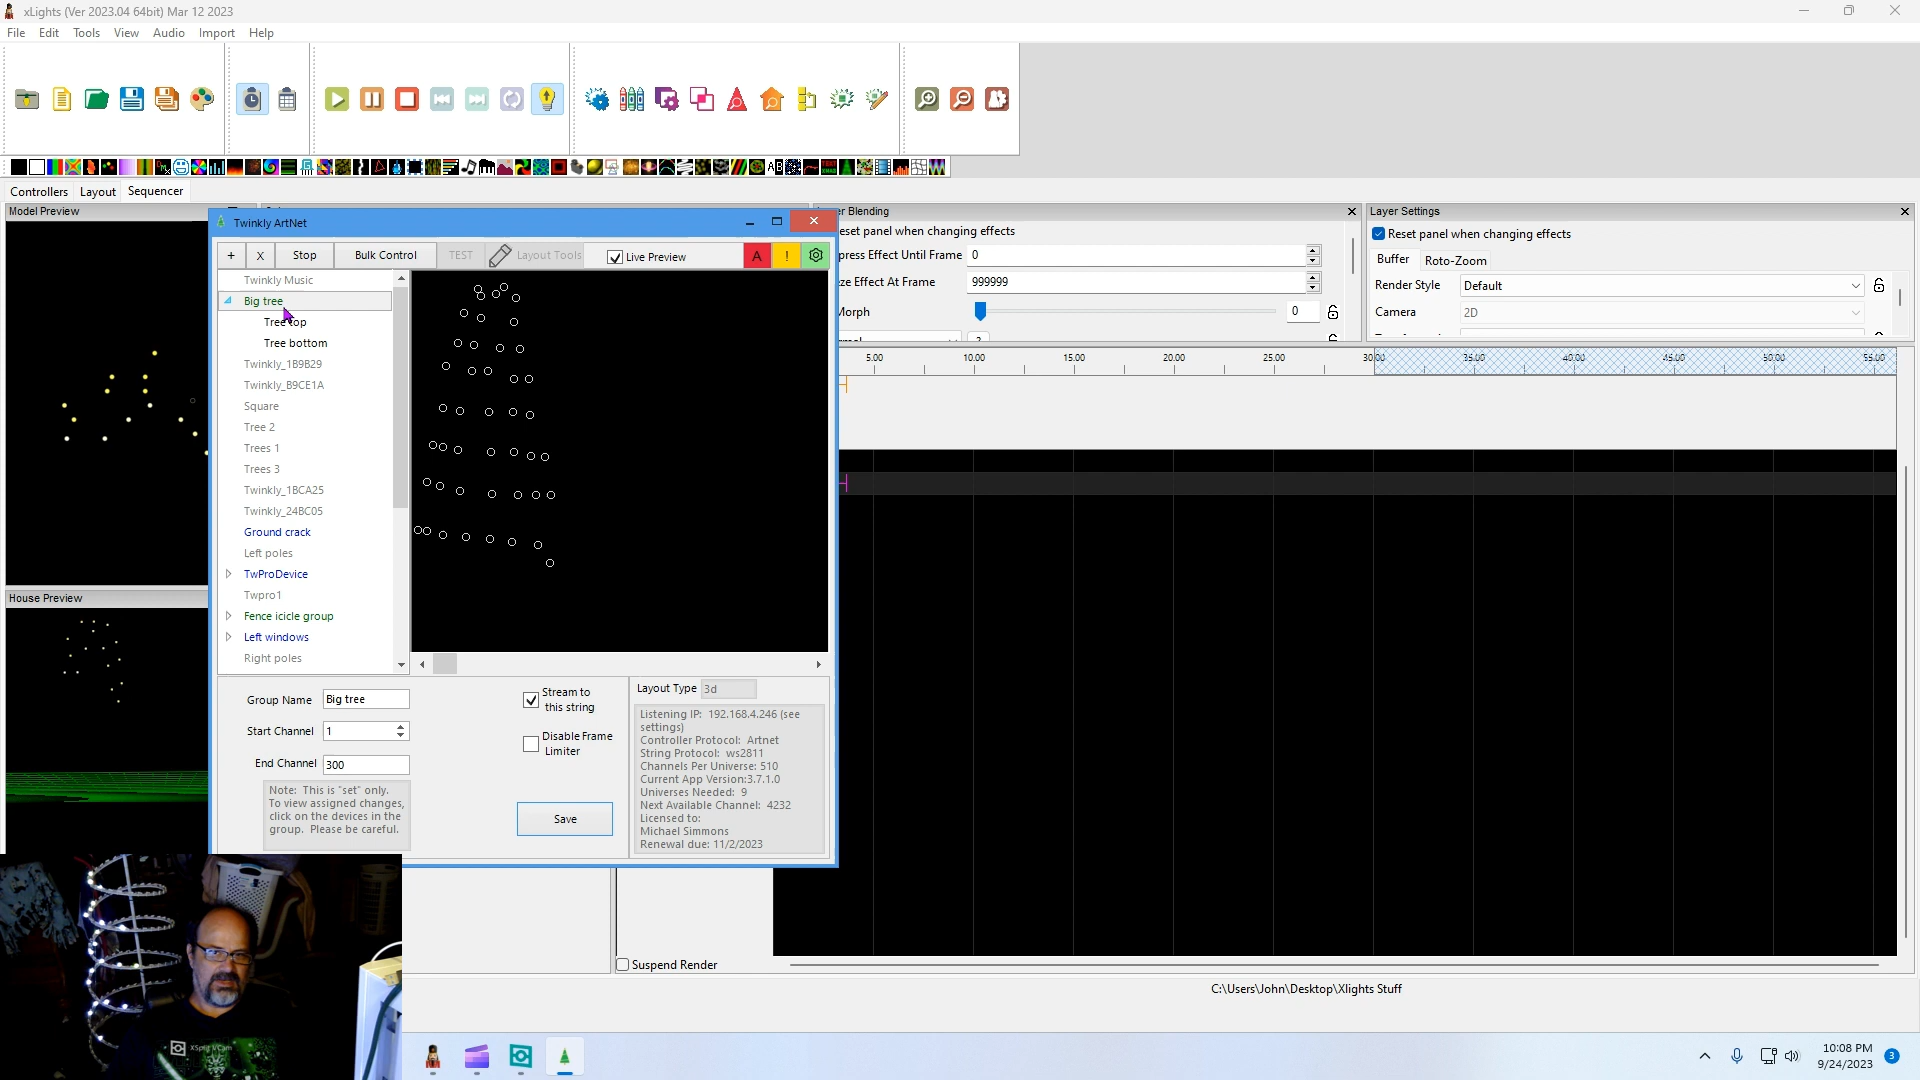 xLights (Ver 2023.04 64bit) Mar 12 2023
File Edit Tools View Audio Import Help
Controllers Layout Sequencer
Model Preview
Twinkly ArtNet
+ X Stop Bulk Control TEST Layout Tools Live Preview A !
Twinkly Music
Big tree
Tree top
Tree bottom
Twinkly_1B9B29
Twinkly_B9CE1A
Square
Tree 2
Trees 1
Trees 3
Twinkly_1BCA25
Twinkly_24BC05
Ground crack
Left poles
TwProDevice
Twpro1
Fence icicle group
Left windows
Right poles
House Preview
Group Name Big tree
Start Channel 1
End Channel 300
Note: This is "set" only.
To view assigned changes,
click on the devices in the
group. Please be careful.
Stream to
this string
Disable Frame
Limiter
Save
Layout Type 3d
Listening IP: 192.168.4.246 (see
settings)
Controller Protocol: Artnet
String Protocol: ws2811
Channels Per Universe: 510
Current App Version:3.7.1.0
Universes Needed: 9
Next Available Channel: 4232
Licensed to:
Michael Simmons
Renewal due: 11/2/2023
er Blending
eset panel when changing effects
press Effect Until Frame 0
ze Effect At Frame 999999
Morph 0
Layer Settings
Reset panel when changing effects
Buffer Roto-Zoom
Render Style Default
Camera 2D
5.00 10.00 15.00 20.00 25.00 30.00 35.00 40.00 45.00 50.00 55.00
Suspend Render
C:\Users\John\Desktop\Xlights Stuff
XSplit VCam
10:08 PM
9/24/2023
3